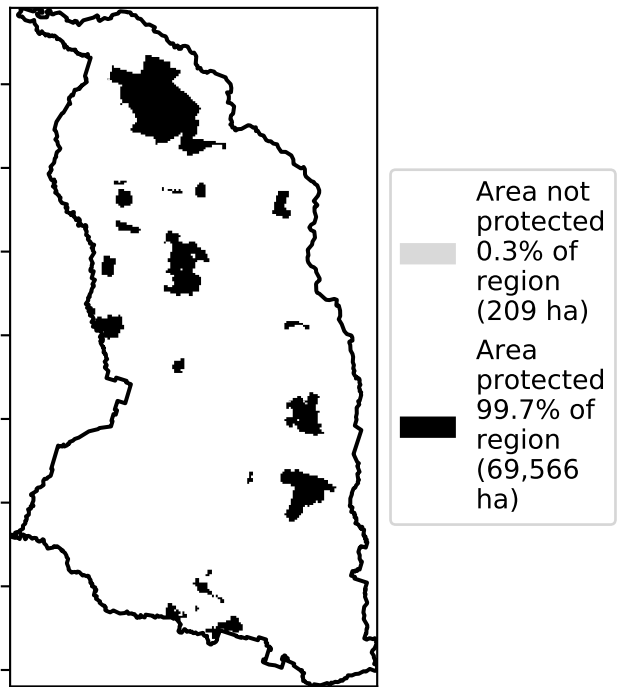 Area not
protected
0.3% of
region
(209 ha)
Area
protected
99.7% of
region
(69,566
ha)